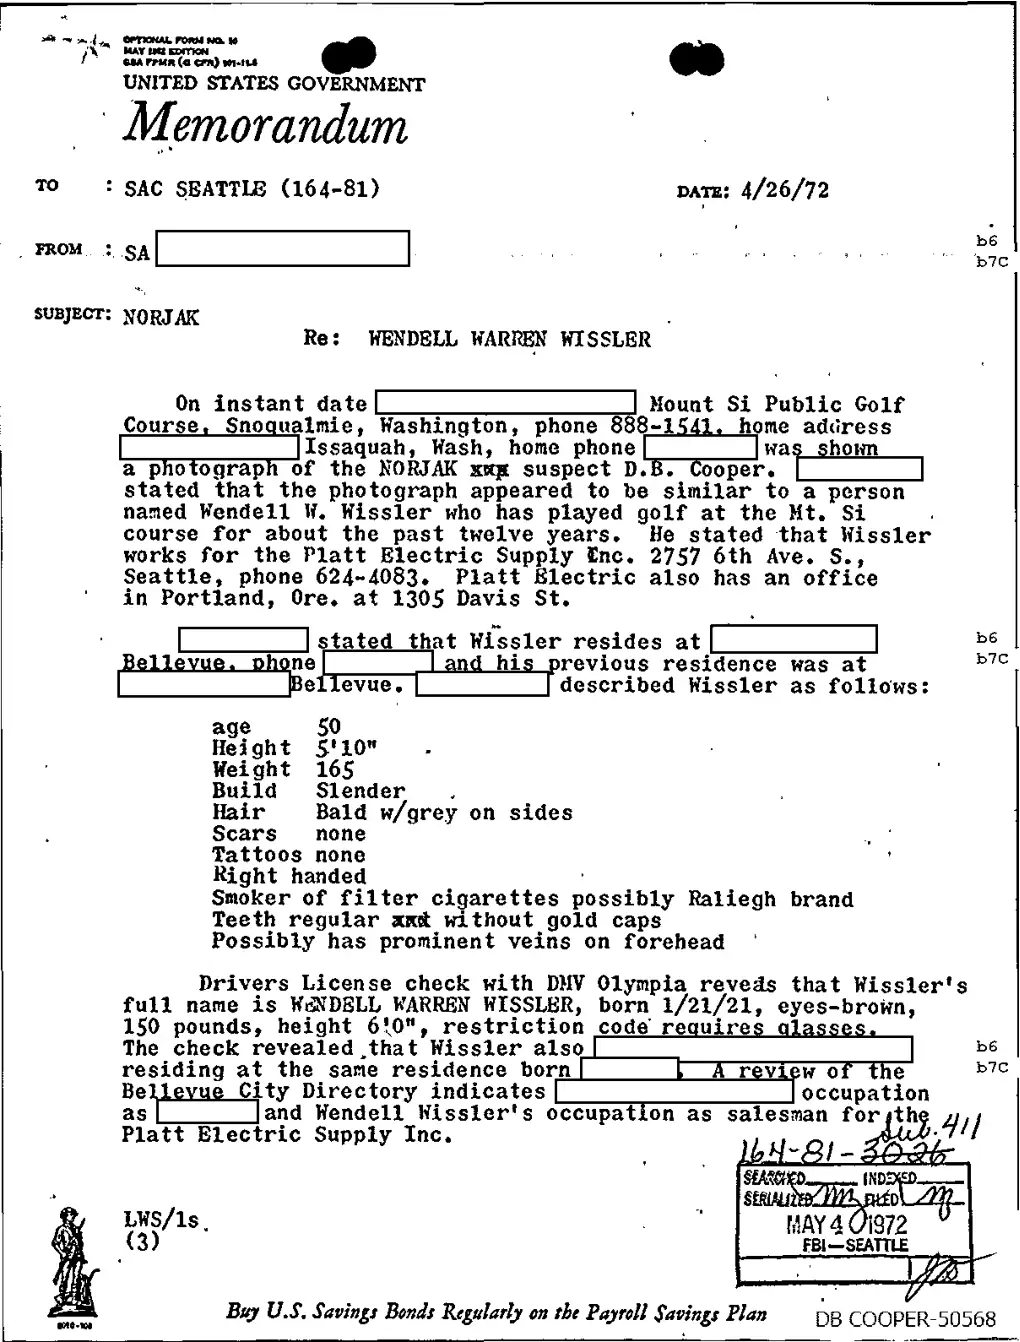 OPTIONAL FORM NO. 10
MAY 1962 EDITION
GSA FPMR (41 CFR) 101-11.6
UNITED STATES GOVERNMENT
Memorandum
TO : SAC SEATTLE (164-81) DATE: 4/26/72
FROM : SA b6
b7C
SUBJECT: NORJAK
Re: WENDELL WARREN WISSLER
On instant date Mount Si Public Golf
Course, Snoqualmie, Washington, phone 888-1541, home address
Issaquah, Wash, home phone was shown
a photograph of the NORJAK xxx suspect D.B. Cooper.
stated that the photograph appeared to be similar to a person
named Wendell W. Wissler who has played golf at the Mt. Si
course for about the past twelve years. He stated that Wissler
works for the Platt Electric Supply Inc. 2757 6th Ave. S.,
Seattle, phone 624-4083. Platt Electric also has an office
in Portland, Ore. at 1305 Davis St.
stated that Wissler resides at b6
Bellevue, phone and his previous residence was at b7C
Bellevue. described Wissler as follows:
age 50
Height 5'10"
Weight 165
Build Slender
Hair Bald w/grey on sides
Scars none
Tattoos none
Right handed
Smoker of filter cigarettes possibly Raliegh brand
Teeth regular and without gold caps
Possibly has prominent veins on forehead
Drivers License check with DMV Olympia reveals that Wissler's
full name is WENDELL WARREN WISSLER, born 1/21/21, eyes-brown,
150 pounds, height 6'0", restriction code requires glasses.
The check revealed that Wissler also b6
residing at the same residence born . A review of the b7C
Bellevue City Directory indicates occupation
as and Wendell Wissler's occupation as salesman for the
Platt Electric Supply Inc.
Sub. 411
164-81-3026
SEARCHED INDEXED
SERIALIZED FILED
MAY 4 1972
FBI—SEATTLE
LWS/ls
(3)
Buy U.S. Savings Bonds Regularly on the Payroll Savings Plan
DB COOPER-50568